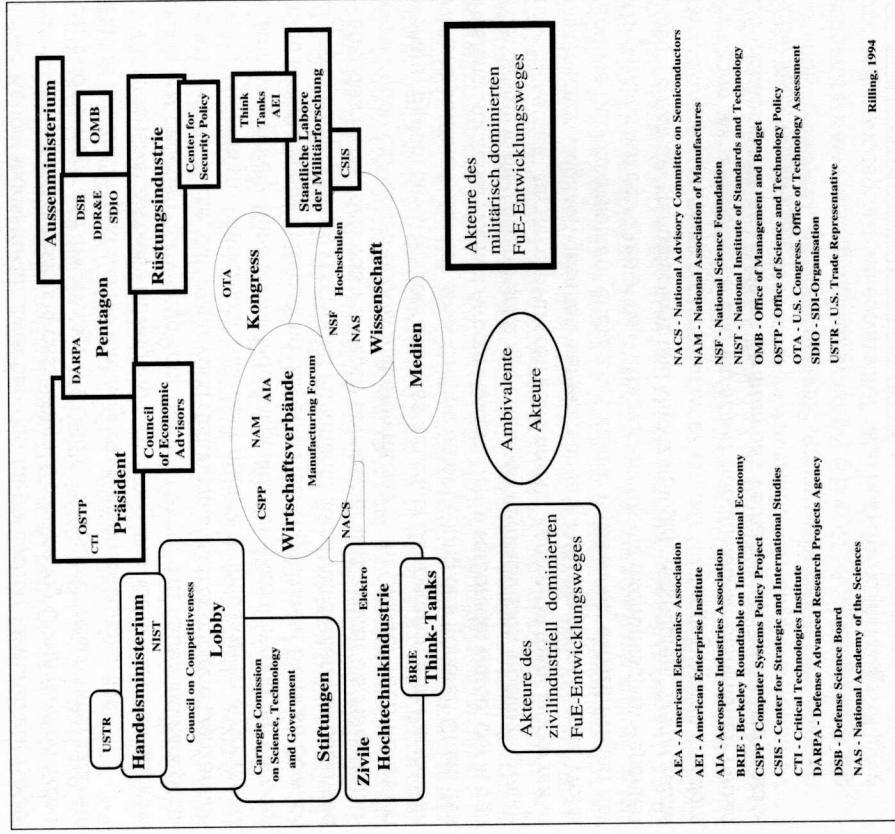 USTR
Handelsministerium
NIST
Council on Competitiveness
Lobby
Carnegie Comission
on Science, Technology
and Government
Stiftungen
Zivile
Hochtechnikindustrie
Elektro
BRIE
Think-Tanks
OSTP
CTI
Präsident
Council
of Economic
Advisors
DARPA
Pentagon
DSB
DDR&E
SDIO
Aussenministerium
OMB
Rüstungsindustrie
Center for
Security Policy
CSPP
NAM
AIA
Wirtschaftsverbände
Manufacturing Forum
NACS
OTA
Kongress
NSF
Hochschulen
NAS
Wissenschaft
Medien
Think
Tanks
AEI
Staatliche Labore
der Militärforschung
CSIS
Akteure des
zivilindustriell dominierten
FuE-Entwicklungsweges
Ambivalente
Akteure
Akteure des
militärisch dominierten
FuE-Entwicklungsweges
AEA - American Electronics Association
AEI - American Enterprise Institute
AIA - Aerospace Industries Association
BRIE - Berkeley Roundtable on International Economy
CSPP - Computer Systems Policy Project
CSIS - Center for Strategic and International Studies
CTI - Critical Technologies Institute
DARPA - Defense Advanced Research Projects Agency
DSB - Defense Science Board
NAS - National Academy of the Sciences
NACS - National Advisory Committee on Semiconductors
NAM - National Association of Manufactures
NSF - National Science Foundation
NIST - National Institute of Standards and Technology
OMB - Office of Management and Budget
OSTP - Office of Science and Technology Policy
OTA - U.S. Congress. Office of Technology Assessment
SDIO - SDI-Organisation
USTR - U.S. Trade Representative
Rilling, 1994